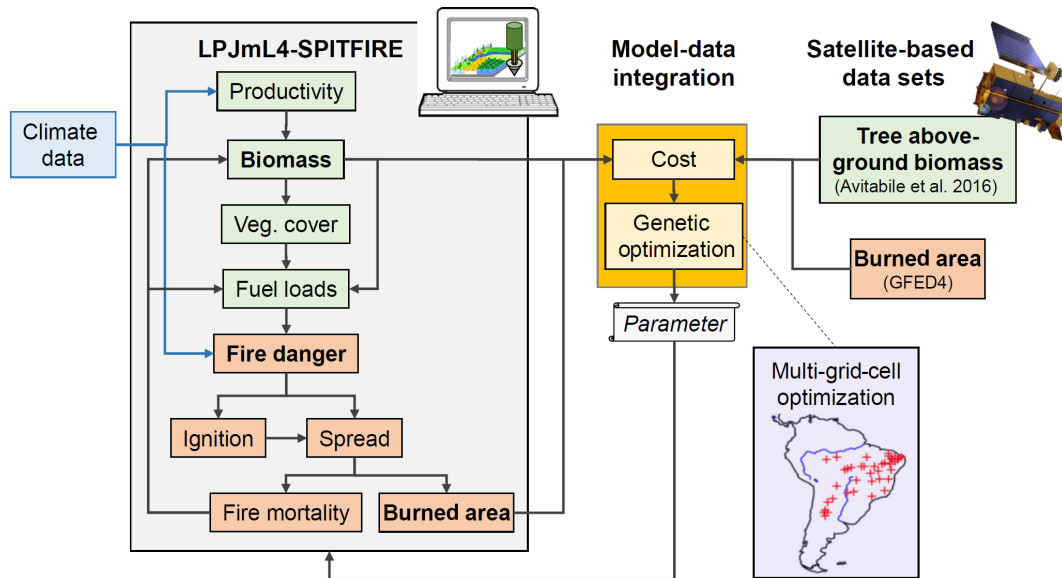 LPJmL4-SPITFIRE
Model-data
integration
Satellite-based
data sets
Climate
data
Productivity
Biomass
Veg. cover
Fuel loads
Fire danger
Ignition
Spread
Fire mortality
Burned area
Cost
Genetic
optimization
Parameter
Tree above-
ground biomass
(Avitabile et al. 2016)
Burned area
(GFED4)
Multi-grid-cell
optimization